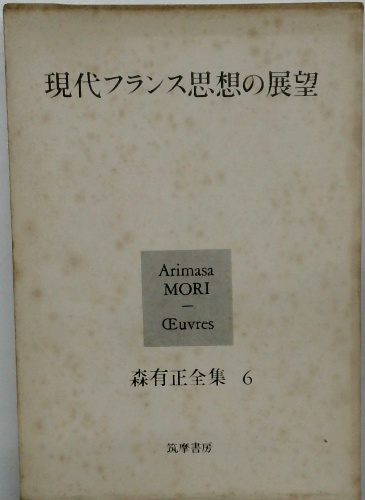 現代フランス思想の展望
Arimasa
MORI
—
Œuvres
森有正全集 6
筑摩書房